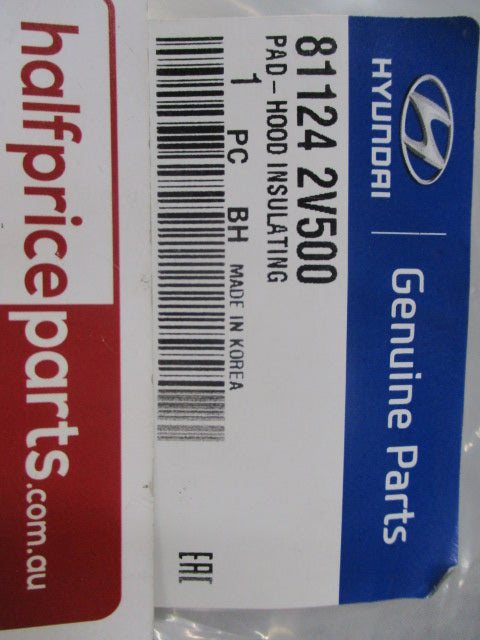 HYUNDAI Genuine Parts
81124 2V500
PAD-HOOD INSULATING
1 PC BH MADE IN KOREA
EAC
halfpriceparts.com.au